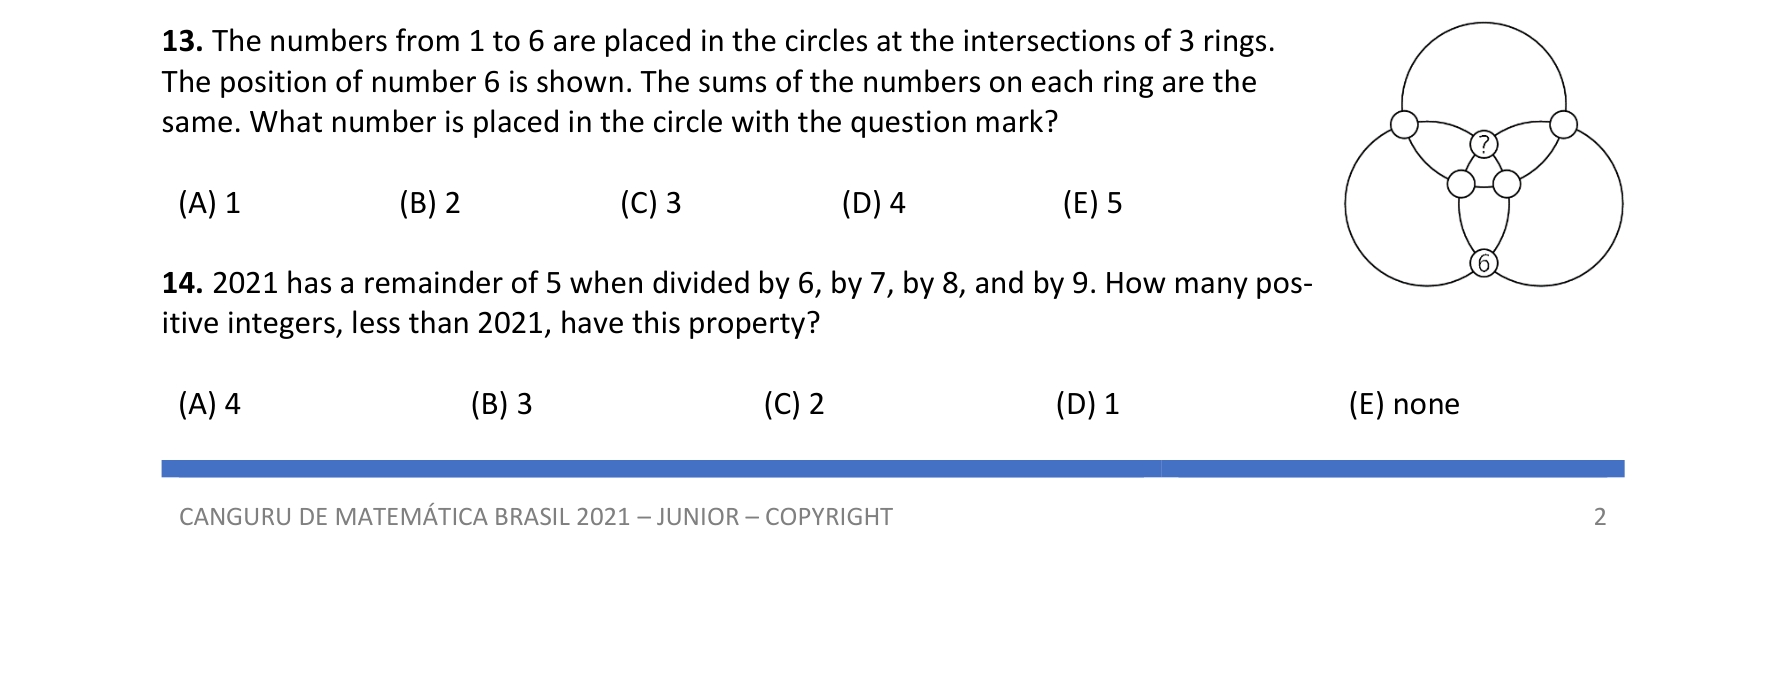 13. The numbers from 1 to 6 are placed in the circles at the intersections of 3 rings.
The position of number 6 is shown. The sums of the numbers on each ring are the
same. What number is placed in the circle with the question mark?
?
6
(A) 1 (B) 2 (C) 3 (D) 4 (E) 5
14. 2021 has a remainder of 5 when divided by 6, by 7, by 8, and by 9. How many pos-
itive integers, less than 2021, have this property?
(A) 4 (B) 3 (C) 2 (D) 1 (E) none
CANGURU DE MATEMÁTICA BRASIL 2021 – JUNIOR – COPYRIGHT 2